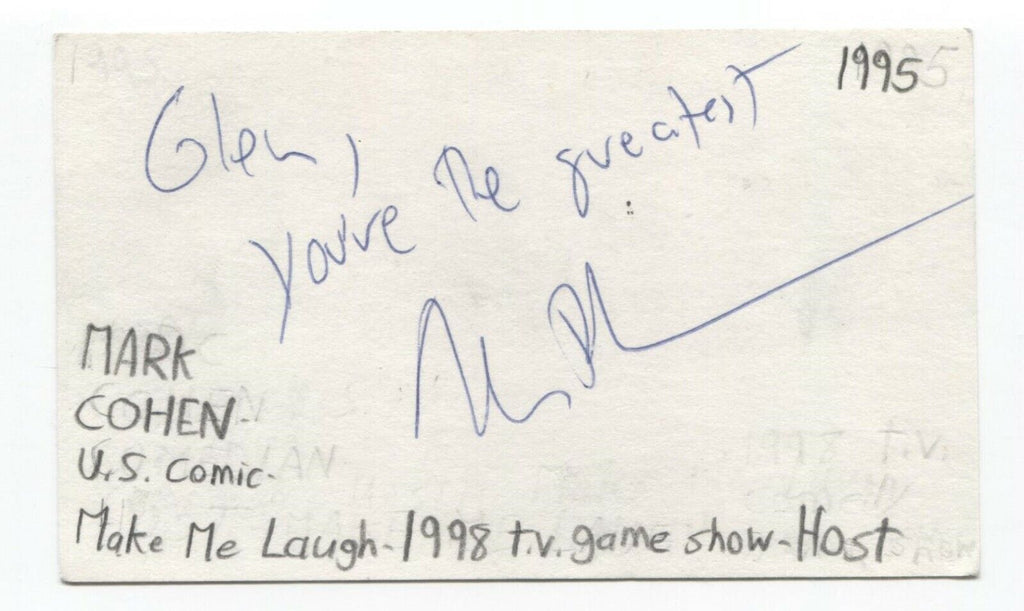 1995
Glen,
you're the greatest
MARK
COHEN-
U.S. Comic-
Make Me Laugh-1998 t.v. game show-Host